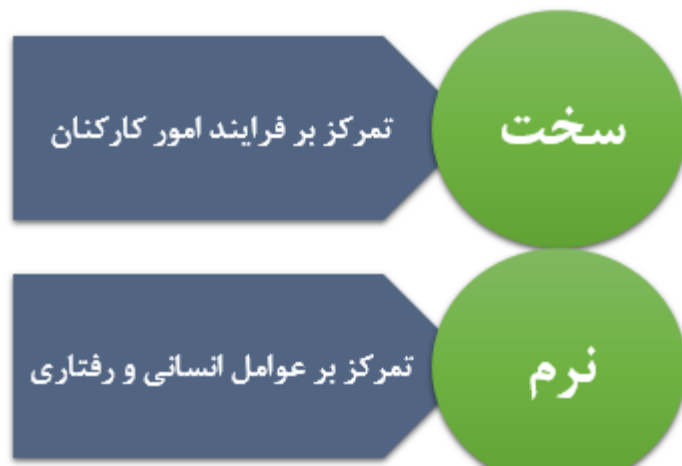 سخت
تمرکز بر فرایند امور کارکنان
نرم
تمرکز بر عوامل انسانی و رفتاری